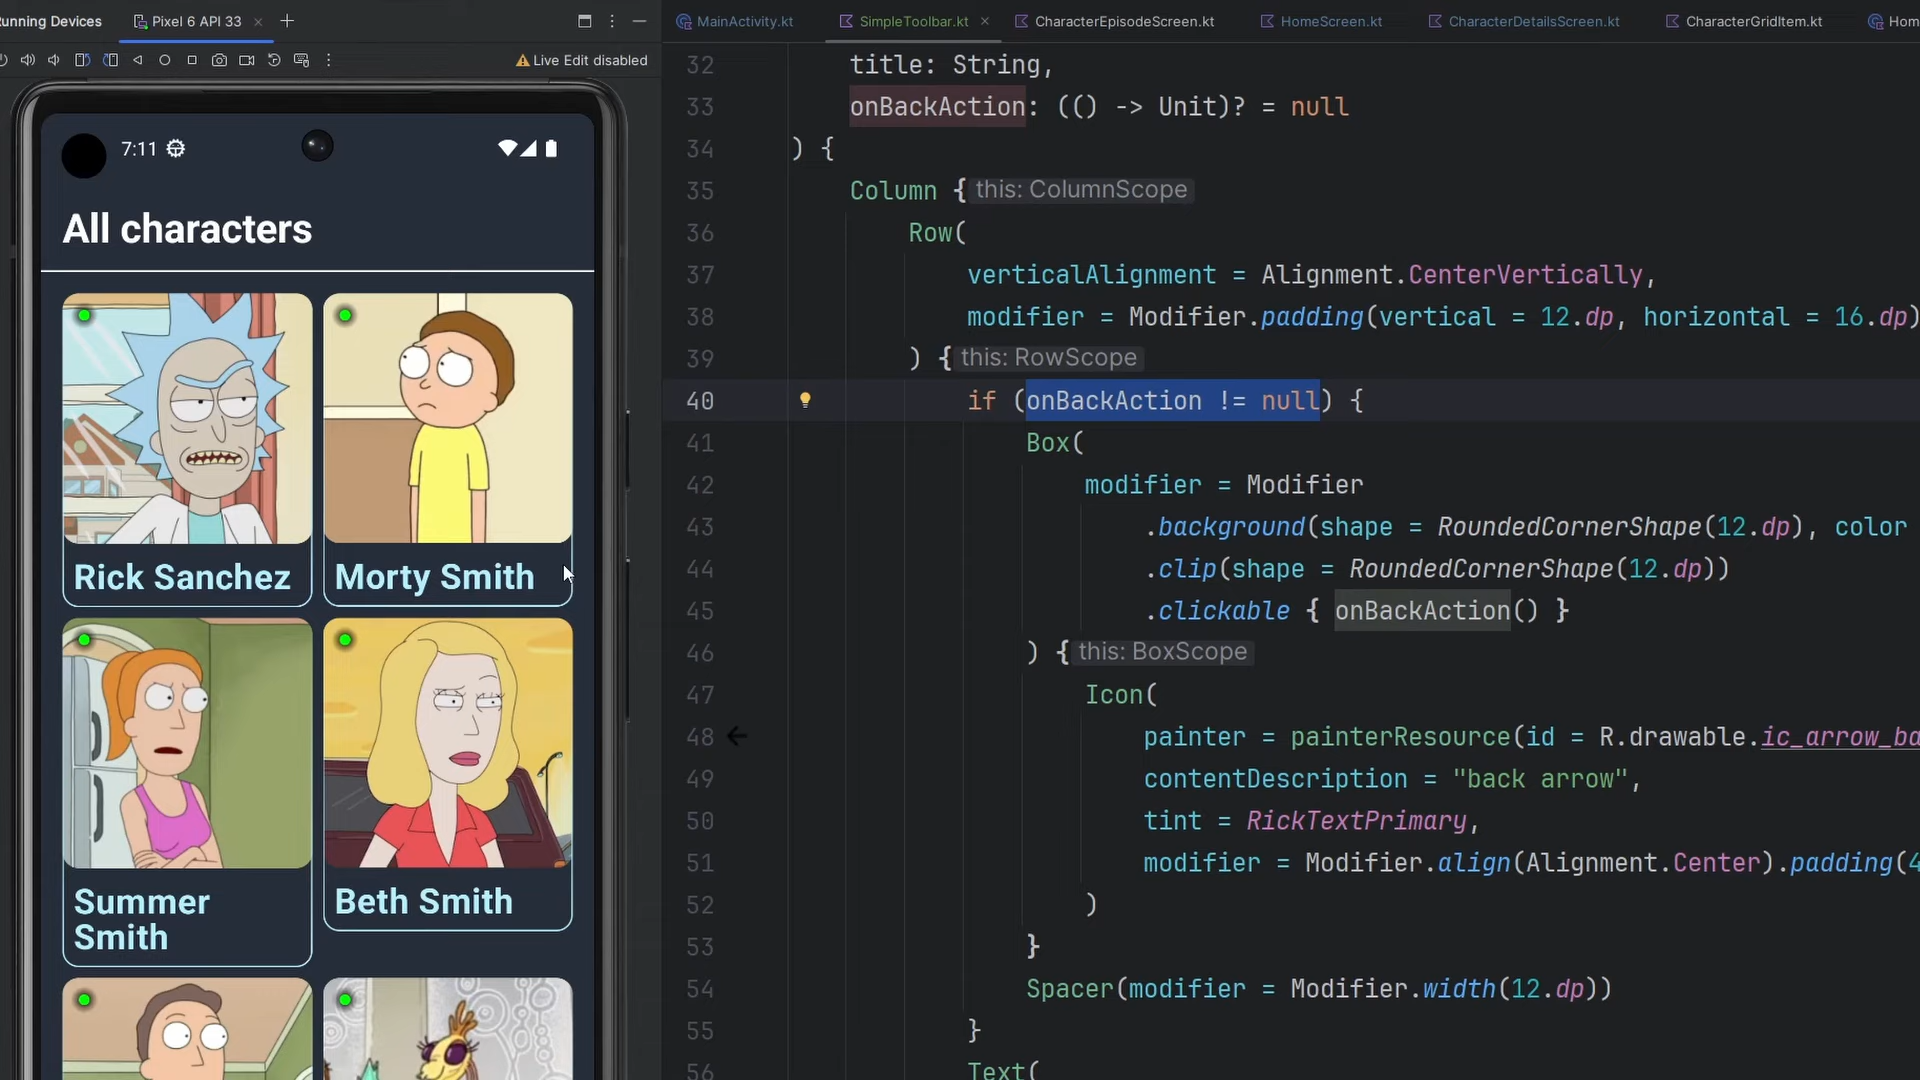 Running Devices
Pixel 6 API 33
Live Edit disabled
7:11
All characters
Rick Sanchez
Morty Smith
Summer
Smith
Beth Smith
MainActivity.kt
SimpleToolbar.kt
CharacterEpisodeScreen.kt
HomeScreen.kt
CharacterDetailsScreen.kt
CharacterGridItem.kt
Hom
32 title: String,
33 onBackAction: (() -> Unit)? = null
34 ) {
35 Column { this: ColumnScope
36 Row(
37 verticalAlignment = Alignment.CenterVertically,
38 modifier = Modifier.padding(vertical = 12.dp, horizontal = 16.dp)
39 ) { this: RowScope
40 if (onBackAction != null) {
41 Box(
42 modifier = Modifier
43 .background(shape = RoundedCornerShape(12.dp), color
44 .clip(shape = RoundedCornerShape(12.dp))
45 .clickable { onBackAction() }
46 ) { this: BoxScope
47 Icon(
48 painter = painterResource(id = R.drawable.ic_arrow_ba
49 contentDescription = "back arrow",
50 tint = RickTextPrimary,
51 modifier = Modifier.align(Alignment.Center).padding(4
52 )
53 }
54 Spacer(modifier = Modifier.width(12.dp))
55 }
56 Text(